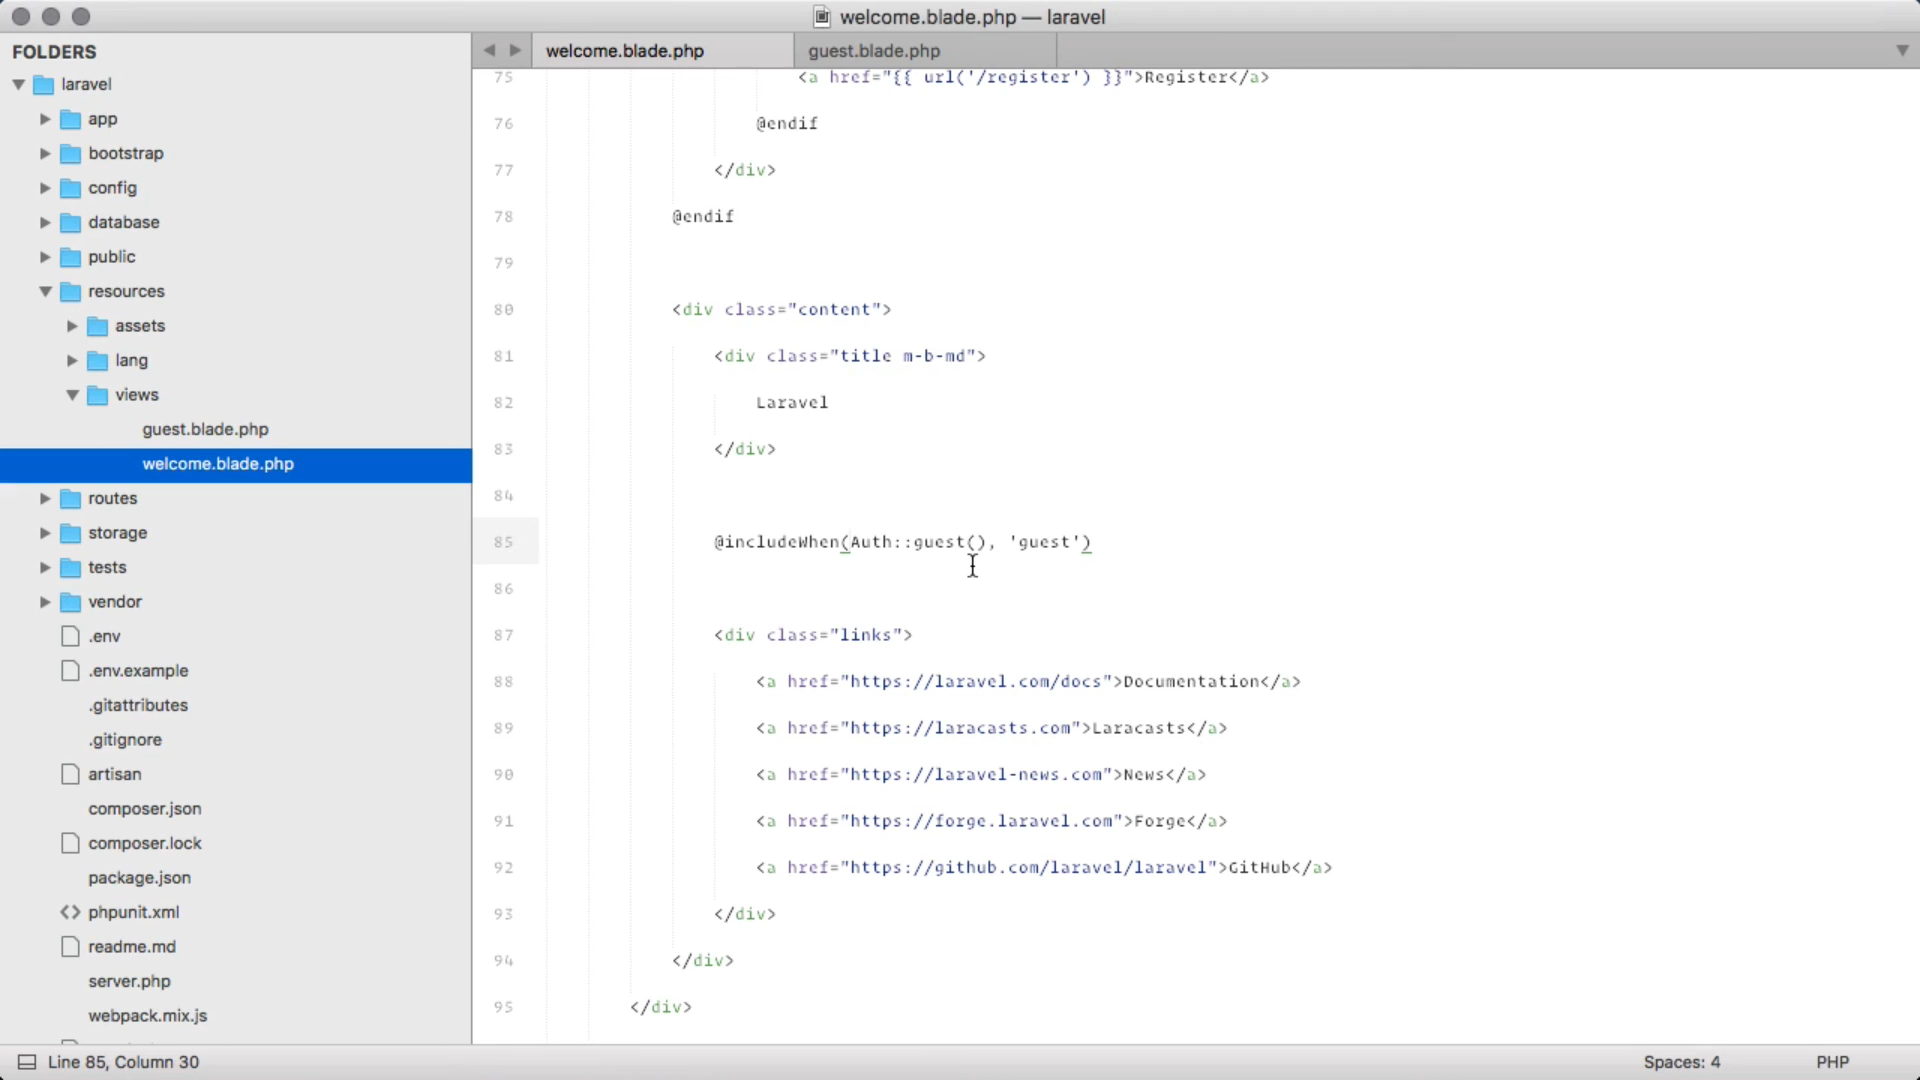 welcome.blade.php — laravel
FOLDERS
laravel
app
bootstrap
config
database
public
resources
assets
lang
views
guest.blade.php
welcome.blade.php
routes
storage
tests
vendor
.env
.env.example
.gitattributes
.gitignore
artisan
composer.json
composer.lock
package.json
phpunit.xml
readme.md
server.php
webpack.mix.js
welcome.blade.php guest.blade.php
75 <a href="{{ url('/register') }}">Register</a>
76 @endif
77 </div>
78 @endif
79
80 <div class="content">
81 <div class="title m-b-md">
82 Laravel
83 </div>
84
85 @includeWhen(Auth::guest(), 'guest')
86
87 <div class="links">
88 <a href="https://laravel.com/docs">Documentation</a>
89 <a href="https://laracasts.com">Laracasts</a>
90 <a href="https://laravel-news.com">News</a>
91 <a href="https://forge.laravel.com">Forge</a>
92 <a href="https://github.com/laravel/laravel">GitHub</a>
93 </div>
94 </div>
95 </div>
Line 85, Column 30 Spaces: 4 PHP